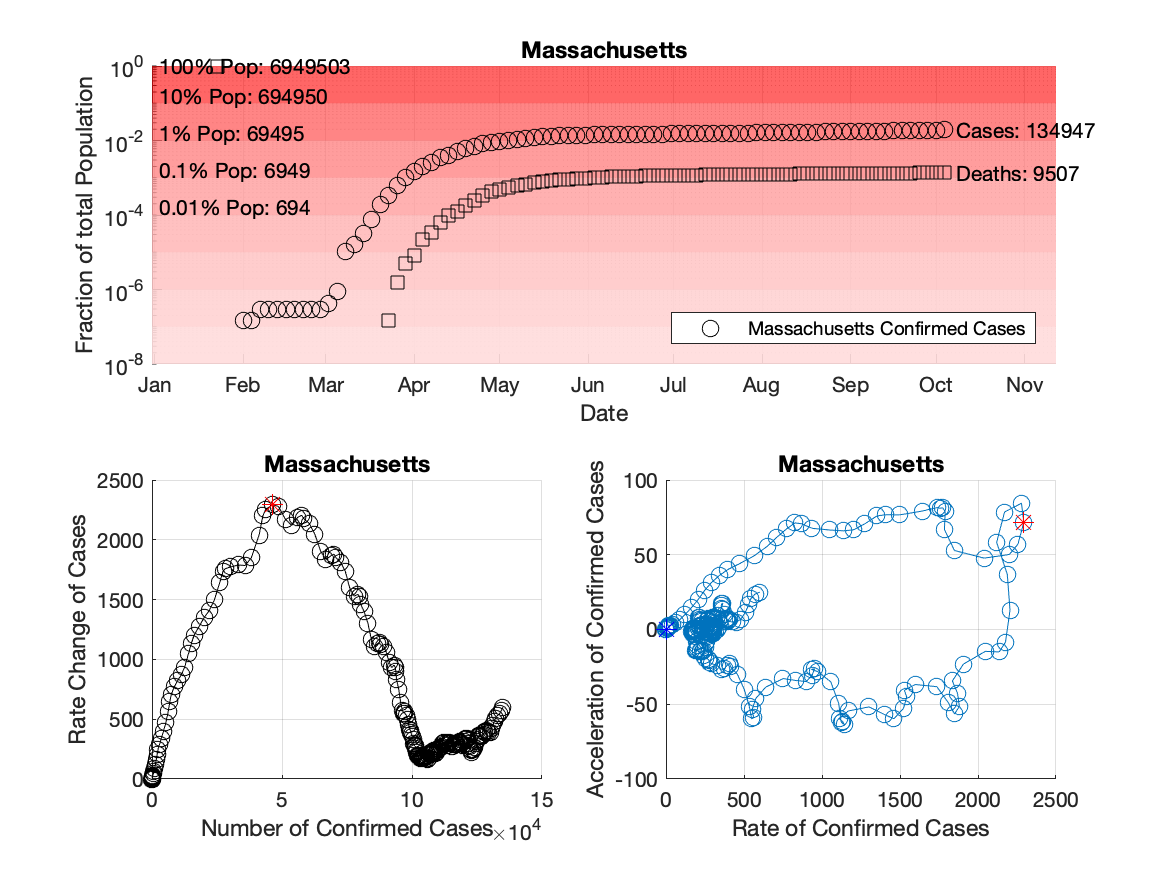 Massachusetts
Fraction of total Population
10^0
10^-2
10^-4
10^-6
10^-8
100% Pop: 6949503
10% Pop: 694950
1% Pop: 69495
0.1% Pop: 6949
0.01% Pop: 694
Cases: 134947
Deaths: 9507
Massachusetts Confirmed Cases
Jan Feb Mar Apr May Jun Jul Aug Sep Oct Nov
Date
Massachusetts
Rate Change of Cases
2500
2000
1500
1000
500
0
0 5 10 15
Number of Confirmed Cases ×10^4
Massachusetts
Acceleration of Confirmed Cases
100
50
0
-50
-100
0 500 1000 1500 2000 2500
Rate of Confirmed Cases